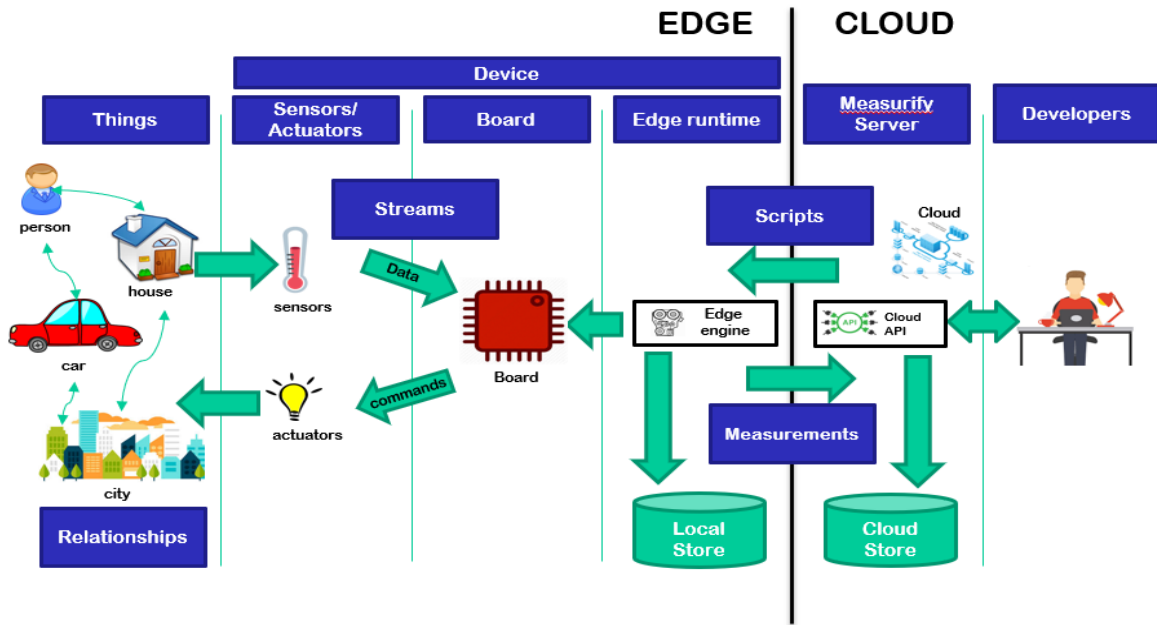 EDGE
CLOUD
Device
Things
Sensors/
Actuators
Board
Edge runtime
Measurify
Server
Developers
person
Streams
Scripts
Cloud
house
Data
sensors
Edge
engine
API
Cloud
API
car
Board
commands
actuators
Measurements
city
Relationships
Local
Store
Cloud
Store